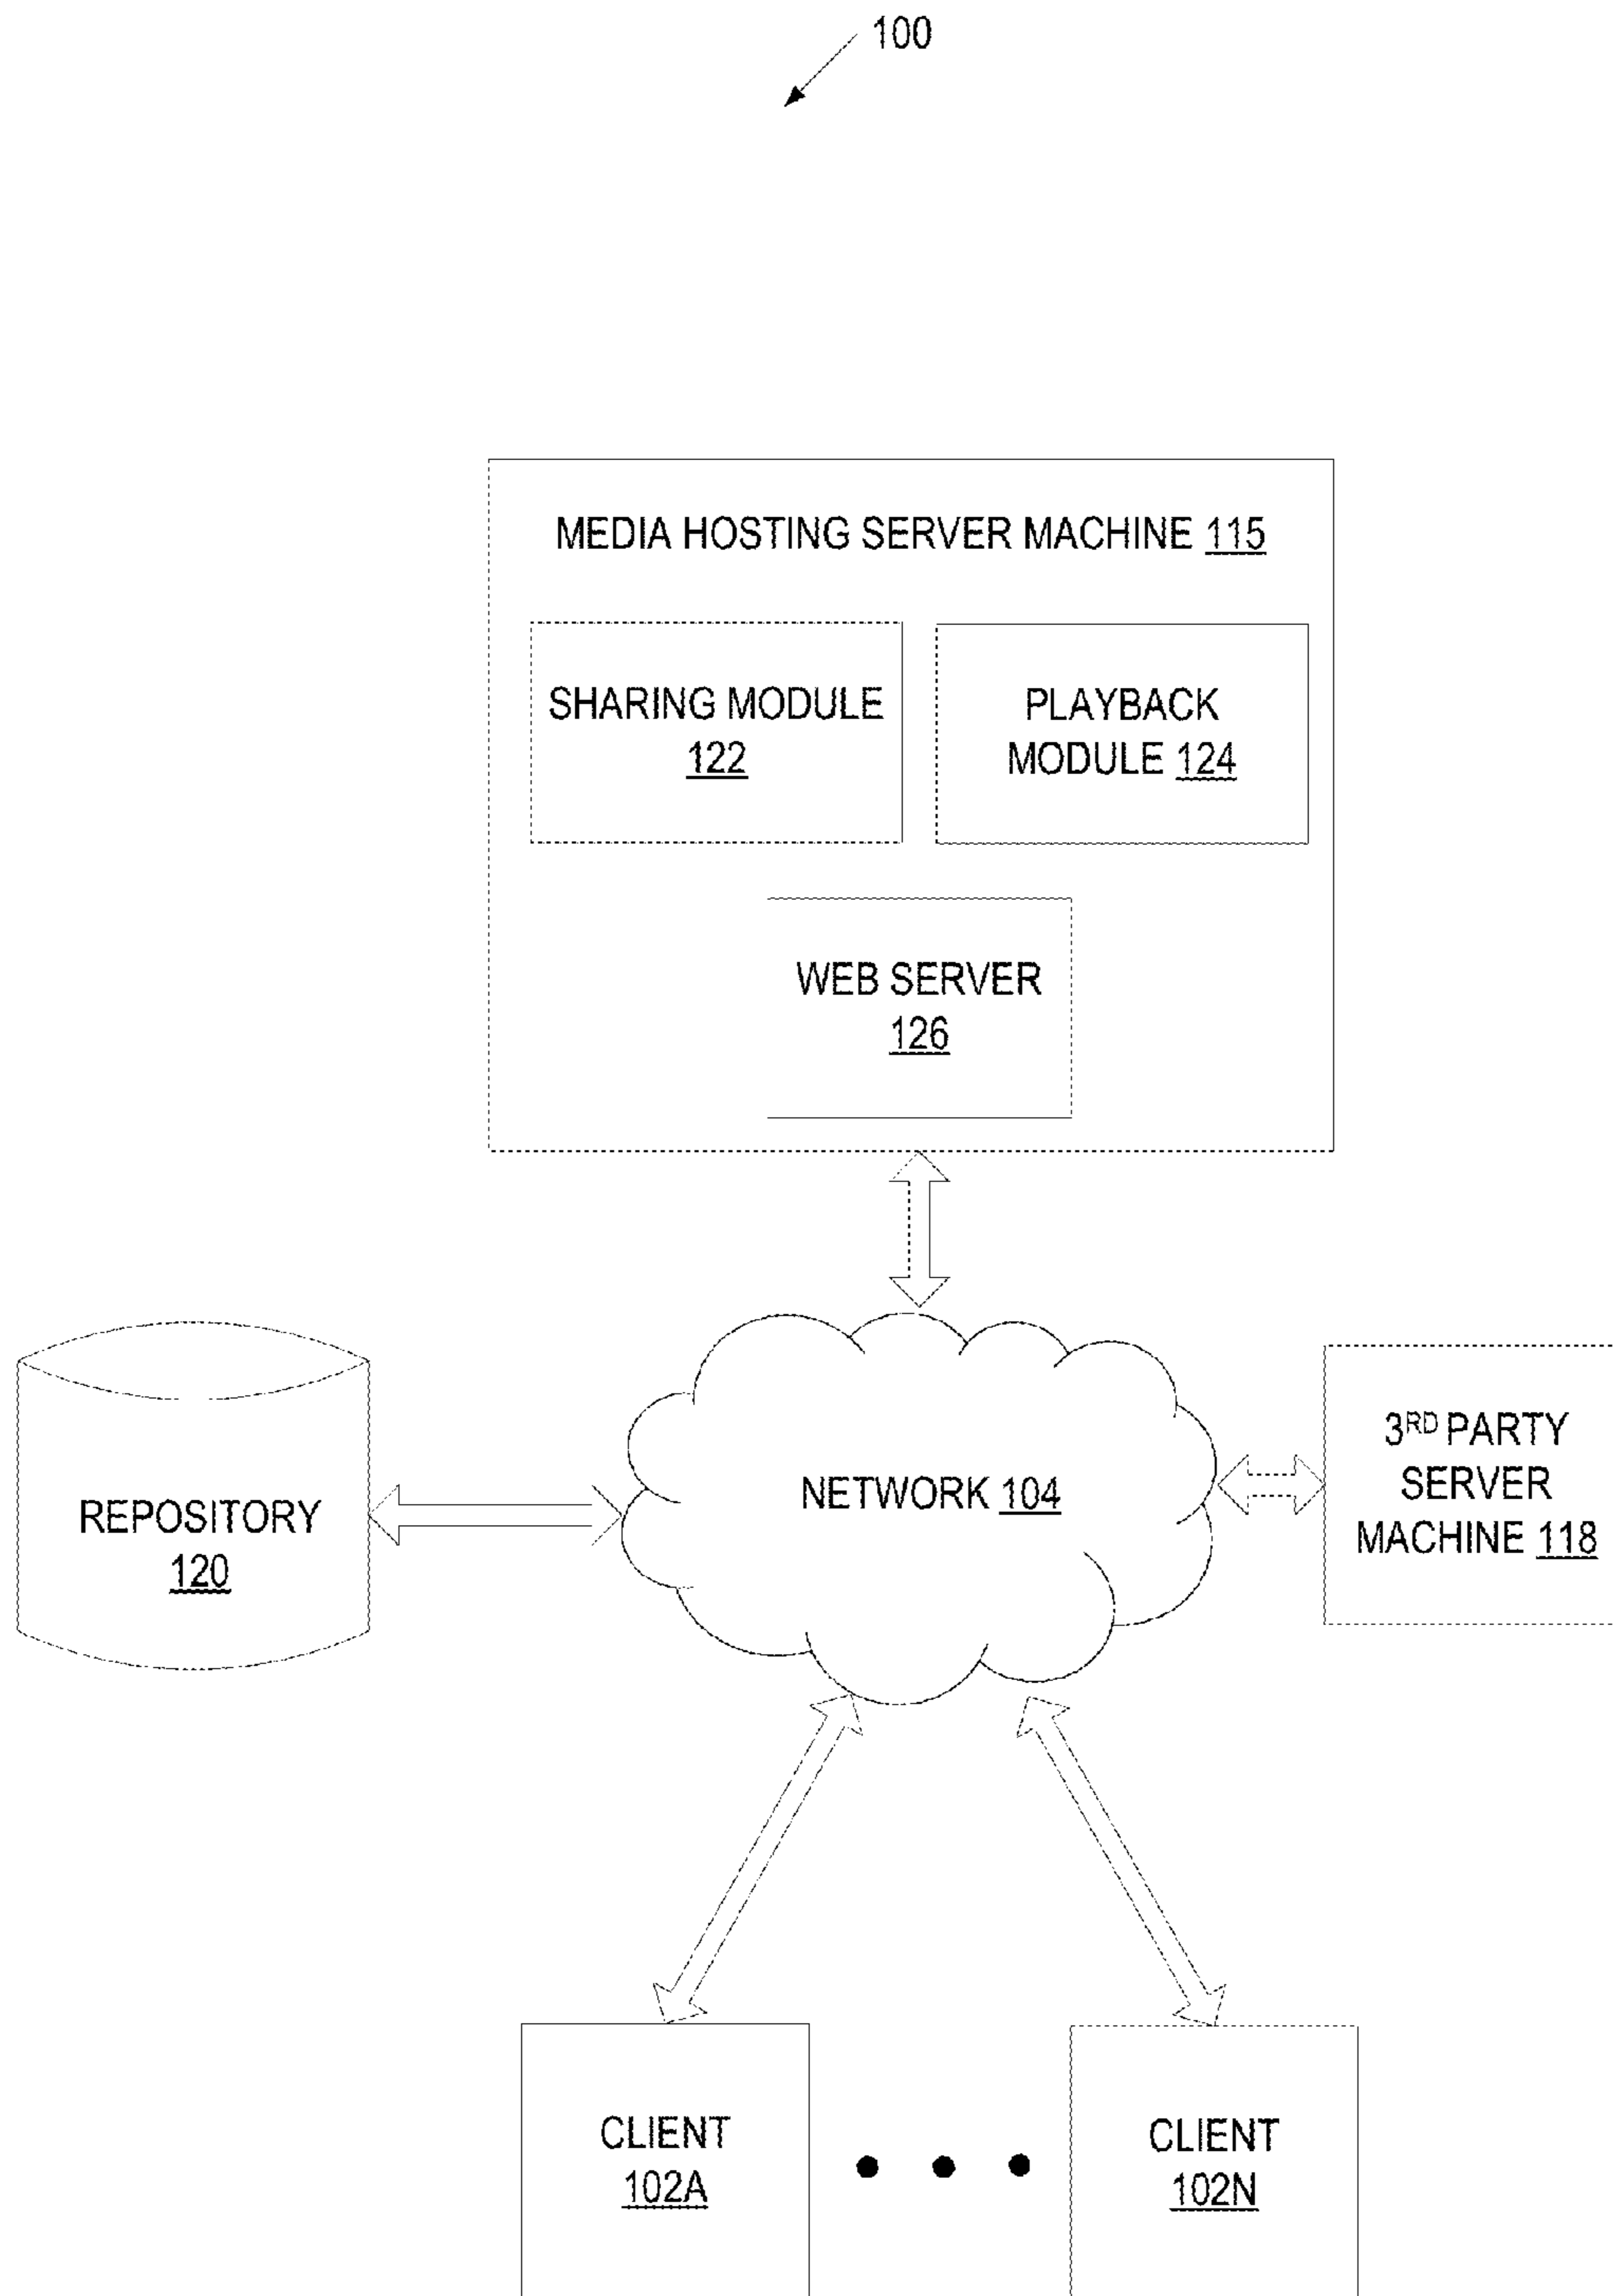 100
MEDIA HOSTING SERVER MACHINE 115
SHARING MODULE
122
PLAYBACK
MODULE 124
WEB SERVER
126
REPOSITORY
120
NETWORK 104
3RD PARTY
SERVER
MACHINE 118
CLIENT
102A
CLIENT
102N